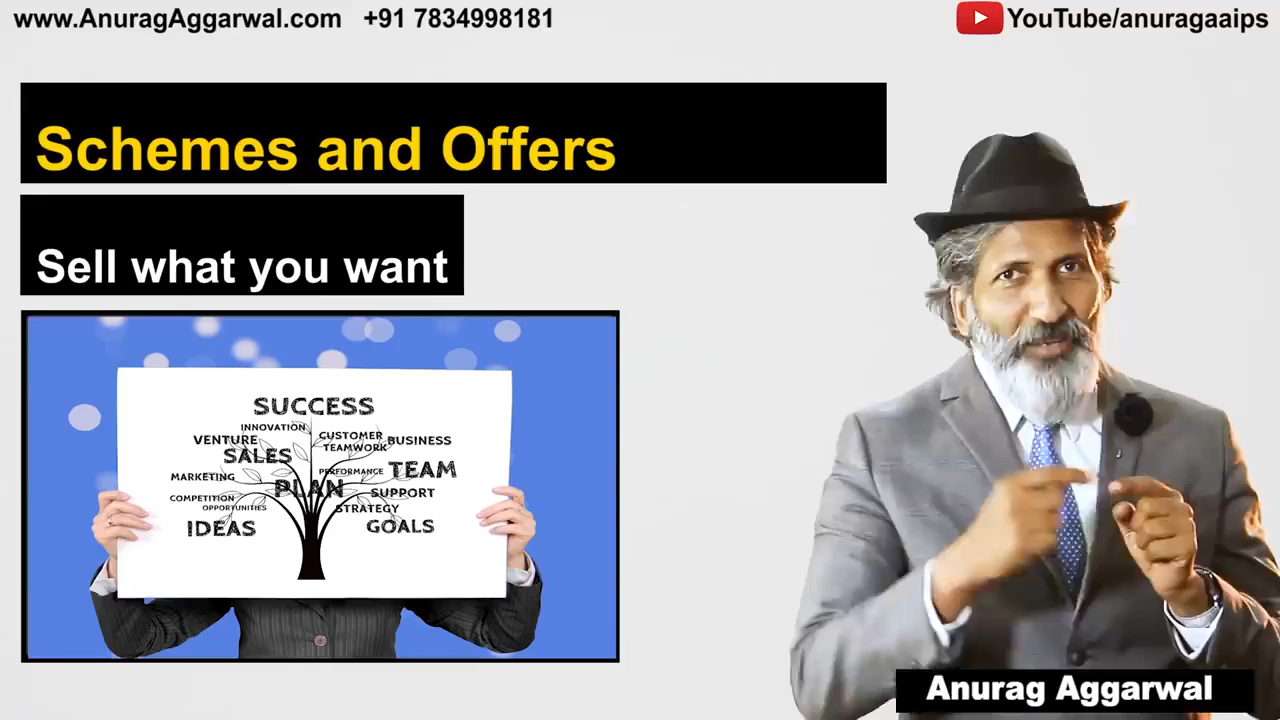 www.AnuragAggarwal.com +91 7834998181
YouTube/anuragaaips
Schemes and Offers
Sell what you want
SUCCESS
INNOVATION
VENTURE
CUSTOMER
BUSINESS
TEAMWORK
SALES
PERFORMANCE
TEAM
MARKETING
PLAN
SUPPORT
COMPETITION
OPPORTUNITIES
STRATEGY
IDEAS
GOALS
Anurag Aggarwal